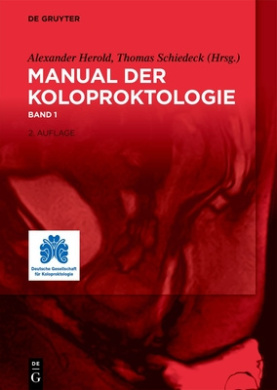 DE GRUYTER
Alexander Herold, Thomas Schiedeck (Hrsg.)
MANUAL DER
KOLOPROKTOLOGIE
BAND 1
2. AUFLAGE
Deutsche Gesellschaft
für Koloproktologie
DE
G